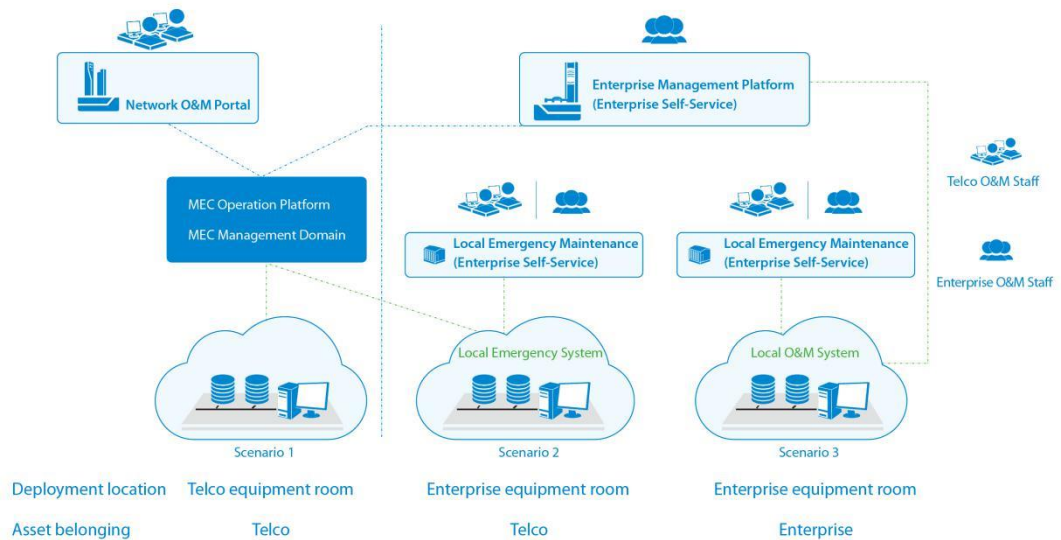 Network O&M Portal
Enterprise Management Platform
(Enterprise Self-Service)
Telco O&M Staff
MEC Operation Platform
MEC Management Domain
Local Emergency Maintenance
(Enterprise Self-Service)
Local Emergency Maintenance
(Enterprise Self-Service)
Enterprise O&M Staff
Local Emergency System
Local O&M System
Scenario 1
Scenario 2
Scenario 3
Deployment location Telco equipment room Enterprise equipment room Enterprise equipment room
Asset belonging Telco Telco Enterprise